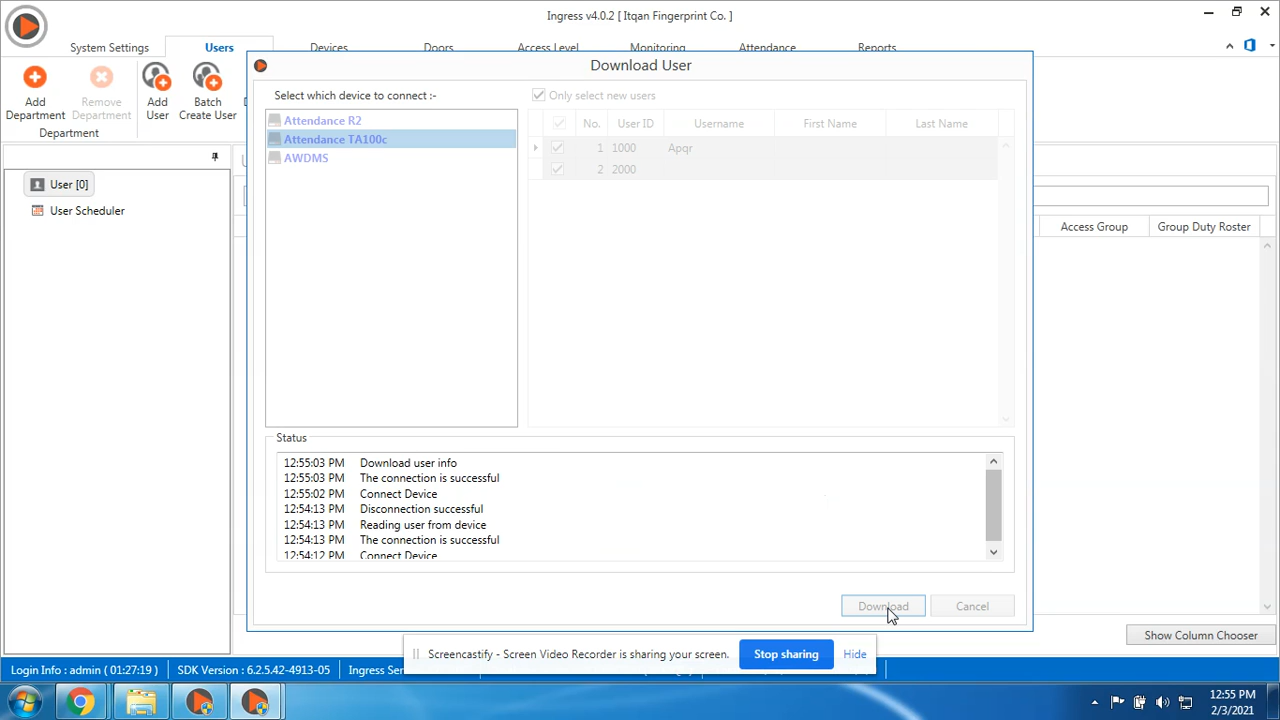 Ingress v4.0.2 [ Itqan Fingerprint Co. ]
System Settings Users Devices Doors Access Level Monitoring Attendance Reports
Add Department
Remove Department
Add User
Batch Create User
Department
Download User
Select which device to connect :-
Only select new users
Attendance R2
Attendance TA100c
AWDMS
No. User ID Username First Name Last Name
1 1000 Apqr
2 2000
User [0]
User Scheduler
Access Group Group Duty Roster
Status
12:55:03 PM Download user info
12:55:03 PM The connection is successful
12:55:02 PM Connect Device
12:54:13 PM Disconnection successful
12:54:13 PM Reading user from device
12:54:13 PM The connection is successful
12:54:12 PM Connect Device
Download Cancel
Show Column Chooser
Screencastify - Screen Video Recorder is sharing your screen. Stop sharing Hide
Login Info : admin ( 01:27:19 ) SDK Version : 6.2.5.42-4913-05 Ingress
12:55 PM
2/3/2021